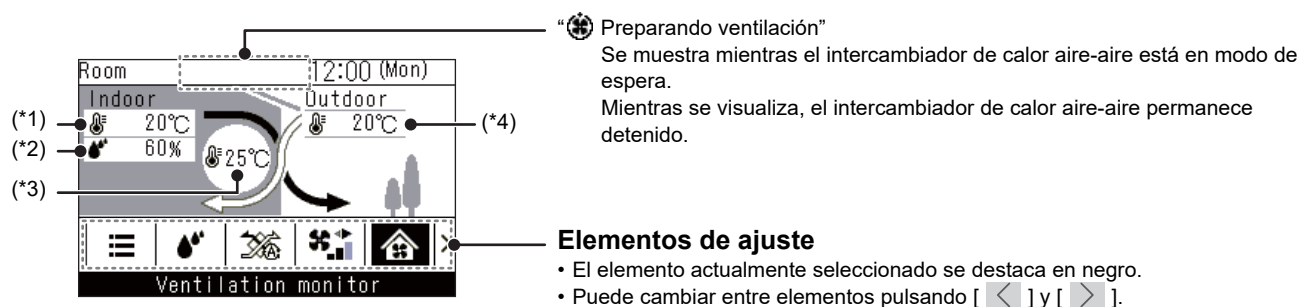 “ Preparando ventilación”
Se muestra mientras el intercambiador de calor aire-aire está en modo de
espera.
Mientras se visualiza, el intercambiador de calor aire-aire permanece
detenido.
Room 12:00 (Mon)
Indoor Outdoor
(*1) 20°C 20°C (*4)
(*2) 60%
(*3) 25°C
A
Ventilation monitor
Elementos de ajuste
• El elemento actualmente seleccionado se destaca en negro.
• Puede cambiar entre elementos pulsando [ < ] y [ > ].